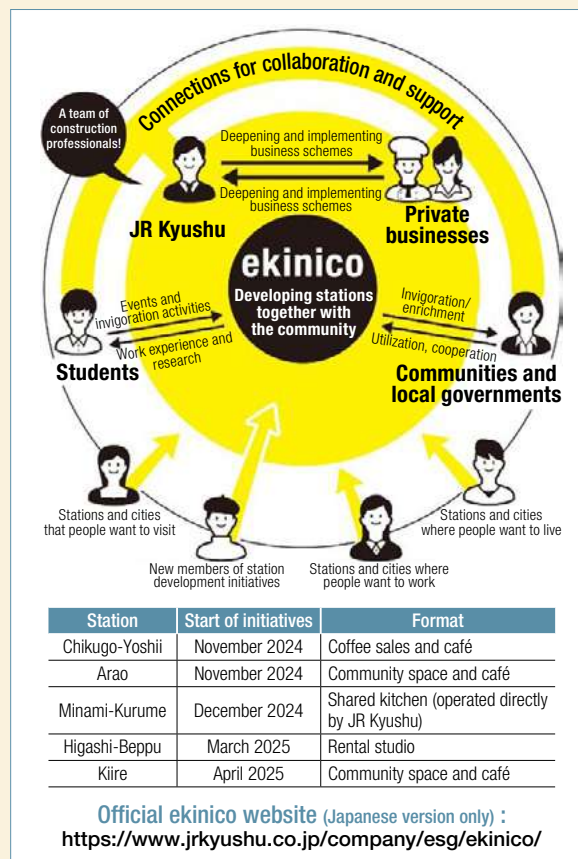 Connections for collaboration and support
A team of
construction
professionals!
Deepening and implementing
business schemes
Deepening and implementing
business schemes
JR Kyushu
Private
businesses
ekinico
Developing stations
together with
the community
Events and
invigoration activities
Work experience and
research
Students
Invigoration/
enrichment
Utilization, cooperation
Communities and
local governments
Stations and cities
that people want to visit
New members of station
development initiatives
Stations and cities where
people want to work
Stations and cities
where people want to live
Station Start of initiatives Format
Chikugo-Yoshii November 2024 Coffee sales and café
Arao November 2024 Community space and café
Minami-Kurume December 2024 Shared kitchen (operated directly
by JR Kyushu)
Higashi-Beppu March 2025 Rental studio
Kiire April 2025 Community space and café
Official ekinico website (Japanese version only) :
https://www.jrkyushu.co.jp/company/esg/ekinico/